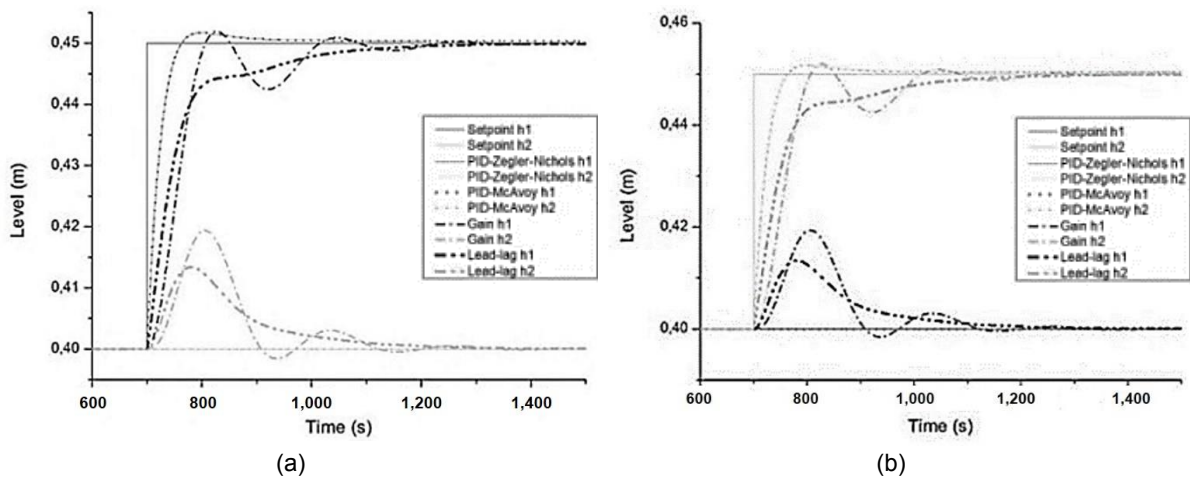 0,45
0,44
0,43
0,42
0,41
0,40
Level (m)
Setpoint h1
Setpoint h2
PID-Zegler-Nichols h1
PID-Zegler-Nichols h2
PID-McAvoy h1
PID-McAvoy h2
Gain h1
Gain h2
Lead-lag h1
Lead-lag h2
600 800 1,000 1,200 1,400
Time (s)
(a)
0,46
0,44
0,42
0,40
Level (m)
Setpoint h1
Setpoint h2
PID-Zegler-Nichols h1
PID-Zegler-Nichols h2
PID-McAvoy h1
PID-McAvoy h2
Gain h1
Gain h2
Lead-lag h1
Lead-lag h2
600 800 1,000 1,200 1,400
Time (s)
(b)